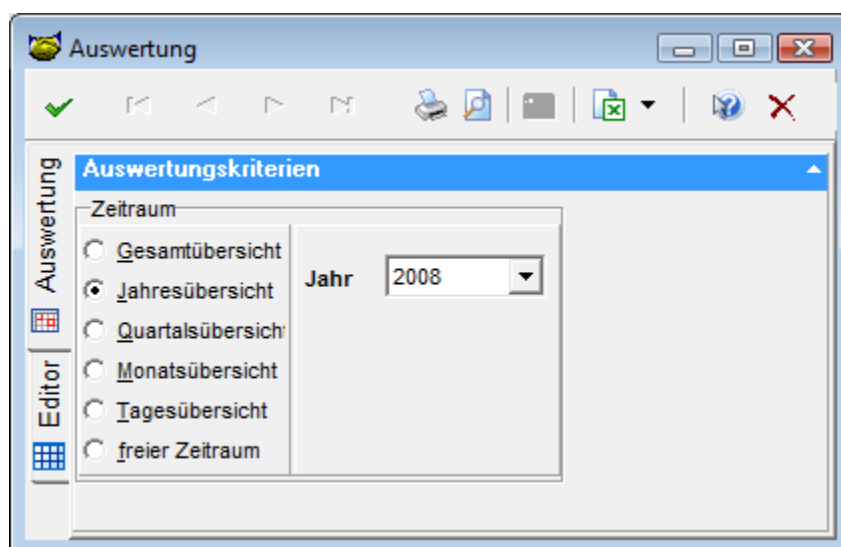 Auswertung
Auswertung
Editor
Auswertungskriterien
Zeitraum
Gesamtübersicht
Jahresübersicht
Quartalsübersicht
Monatsübersicht
Tagesübersicht
freier Zeitraum
Jahr 2008